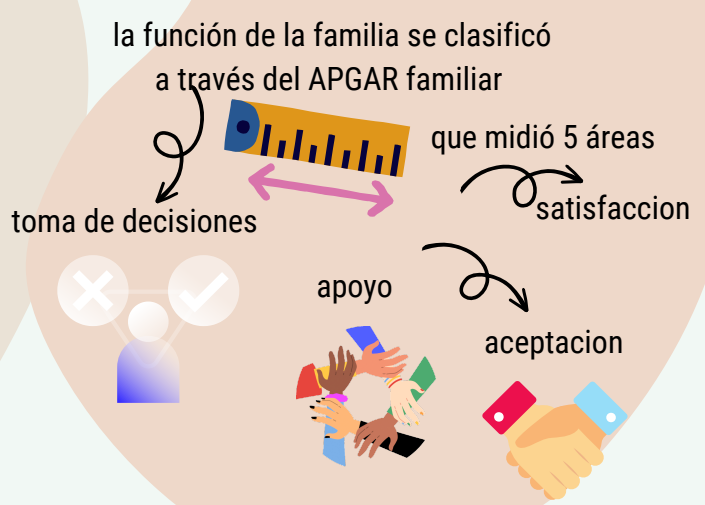 la función de la familia se clasificó
a través del APGAR familiar
que midió 5 áreas
satisfaccion
toma de decisiones
apoyo
aceptacion